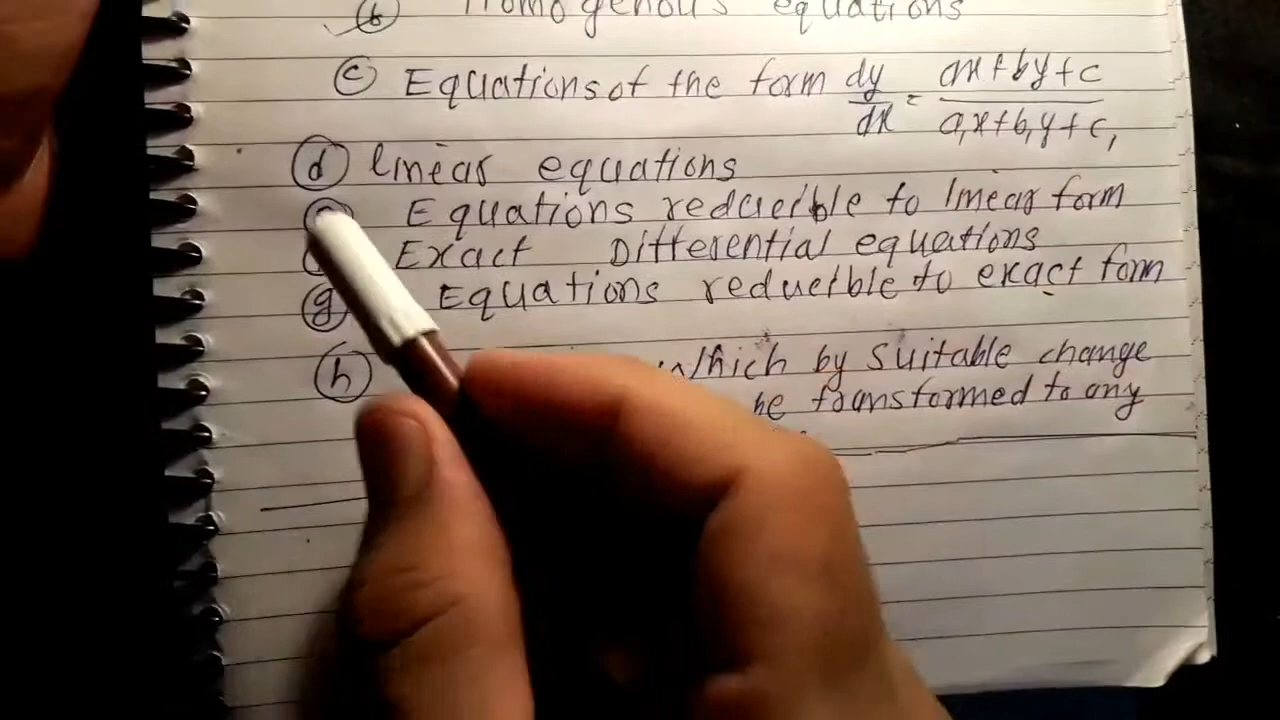 (b) Homogenous equations
(c) Equations of the form dy/dx = ax+by+c / a₁x+b₁y+c₁
(d) linear equations
Equations reducible to linear form
Exact Differential equations
(g) Equations reducible to exact form
(h) which by suitable change
be transformed to any